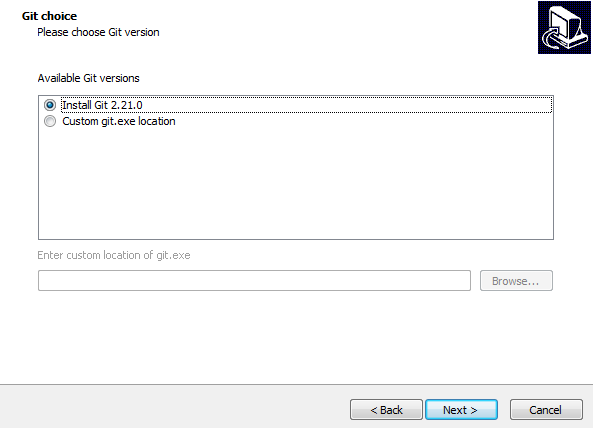 Git choice
Please choose Git version
Available Git versions
Install Git 2.21.0
Custom git.exe location
Enter custom location of git.exe
Browse...
< Back
Next >
Cancel